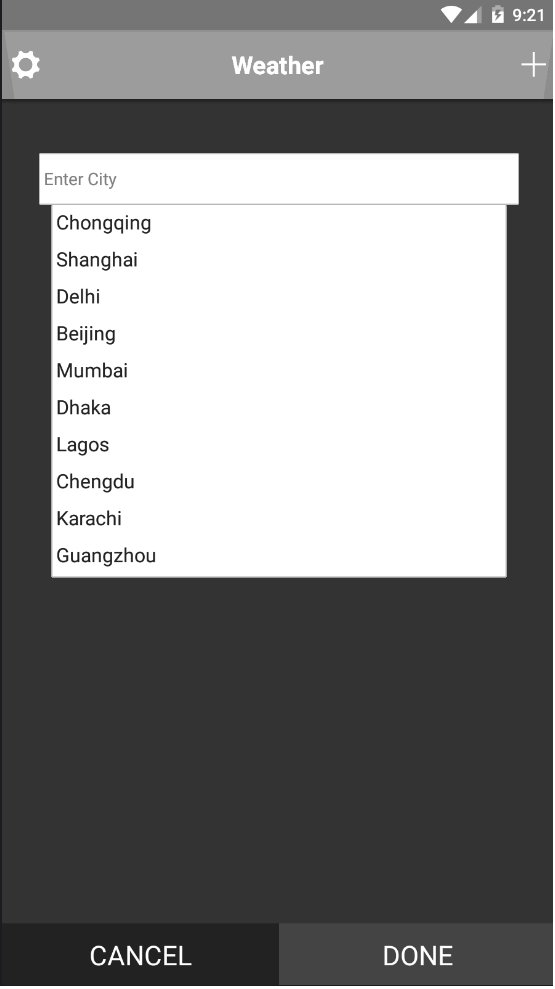 9:21
Weather
Enter City
Chongqing
Shanghai
Delhi
Beijing
Mumbai
Dhaka
Lagos
Chengdu
Karachi
Guangzhou
CANCEL DONE